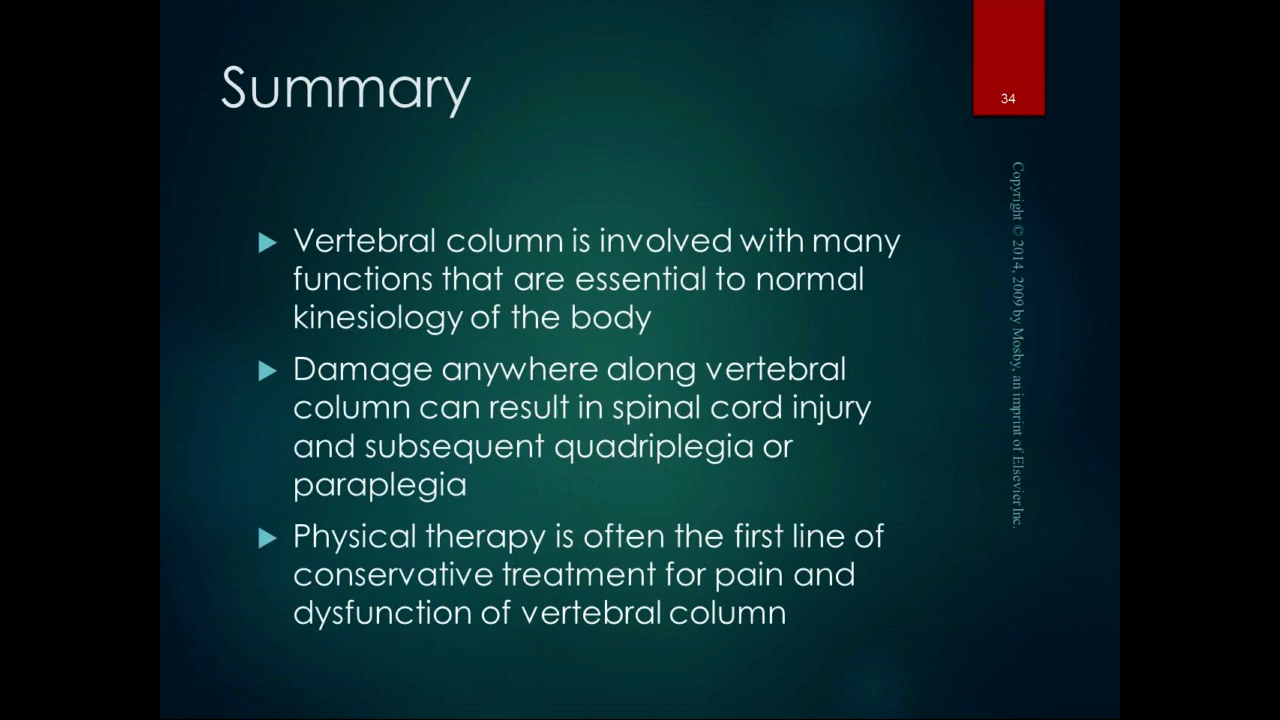 Summary
34
Vertebral column is involved with many
functions that are essential to normal
kinesiology of the body
Damage anywhere along vertebral
column can result in spinal cord injury
and subsequent quadriplegia or
paraplegia
Physical therapy is often the first line of
conservative treatment for pain and
dysfunction of vertebral column
Copyright © 2014, 2009 by Mosby, an imprint of Elsevier Inc.